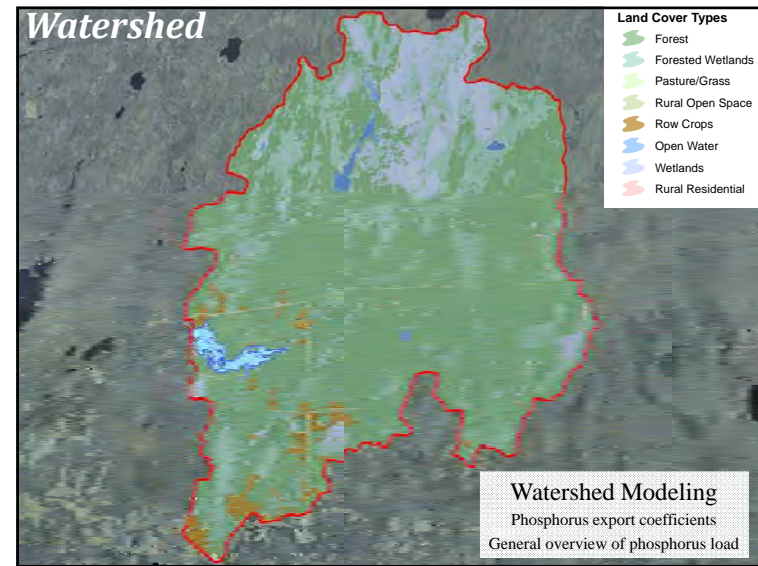 Watershed
Land Cover Types
Forest
Forested Wetlands
Pasture/Grass
Rural Open Space
Row Crops
Open Water
Wetlands
Rural Residential
Watershed Modeling
Phosphorus export coefficients
General overview of phosphorus load